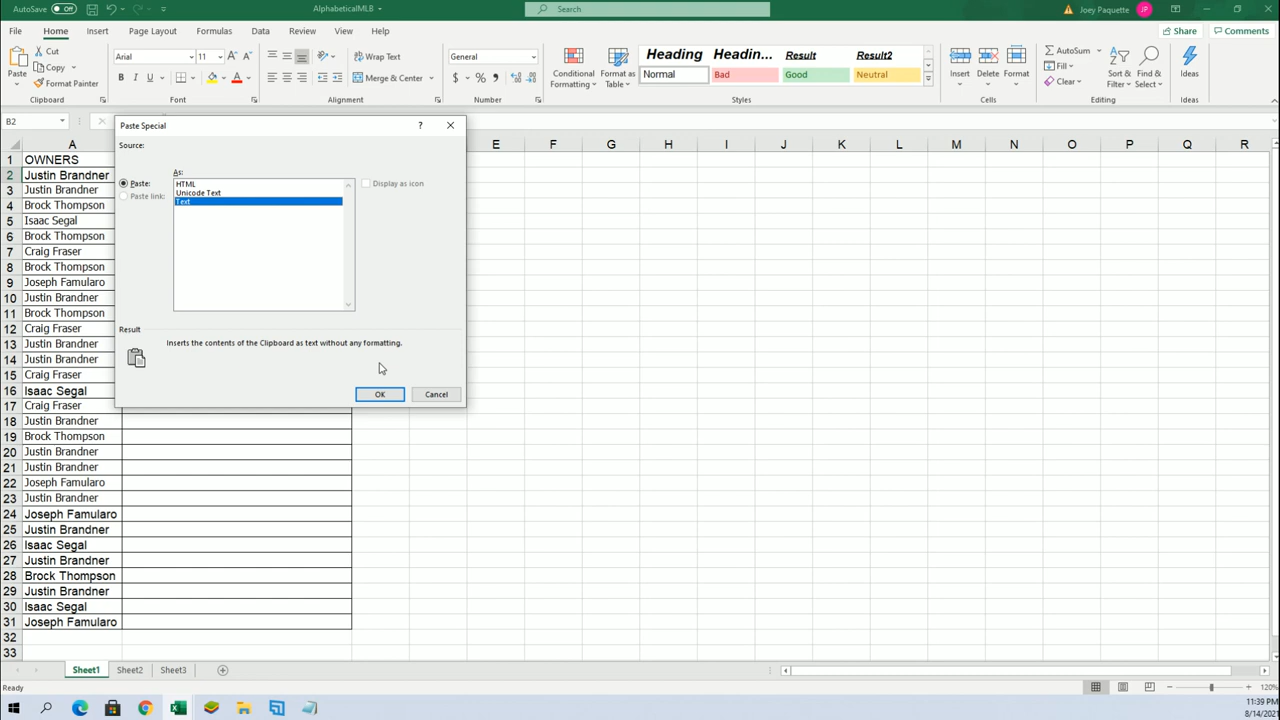 AutoSave Off AlphabeticalMLB Search Joey Paquette JP
File Home Insert Page Layout Formulas Data Review View Help Share Comments
Paste Cut Copy Format Painter Clipboard
Arial 11 B I U A Font
Wrap Text Merge & Center Alignment
General $ % Number
Conditional Formatting Format as Table
Heading Headin... Result Result2
Normal Bad Good Neutral
Styles
Insert Delete Format Cells
AutoSum Fill Clear Sort & Filter Find & Select Editing
Ideas Ideas
B2
A E F G H I J K L M N O P Q R
1 OWNERS
2 Justin Brandner
3 Justin Brandner
4 Brock Thompson
5 Isaac Segal
6 Brock Thompson
7 Craig Fraser
8 Brock Thompson
9 Joseph Famularo
10 Justin Brandner
11 Brock Thompson
12 Craig Fraser
13 Justin Brandner
14 Justin Brandner
15 Craig Fraser
16 Isaac Segal
17 Craig Fraser
18 Justin Brandner
19 Brock Thompson
20 Justin Brandner
21 Justin Brandner
22 Joseph Famularo
23 Justin Brandner
24 Joseph Famularo
25 Justin Brandner
26 Isaac Segal
27 Justin Brandner
28 Brock Thompson
29 Justin Brandner
30 Isaac Segal
31 Joseph Famularo
32
33
Paste Special ?
Source:
As:
Paste:
Paste link:
HTML
Unicode Text
Text
Display as icon
Result
Inserts the contents of the Clipboard as text without any formatting.
OK Cancel
Sheet1 Sheet2 Sheet3
Ready 120%
11:39 PM
8/14/2021